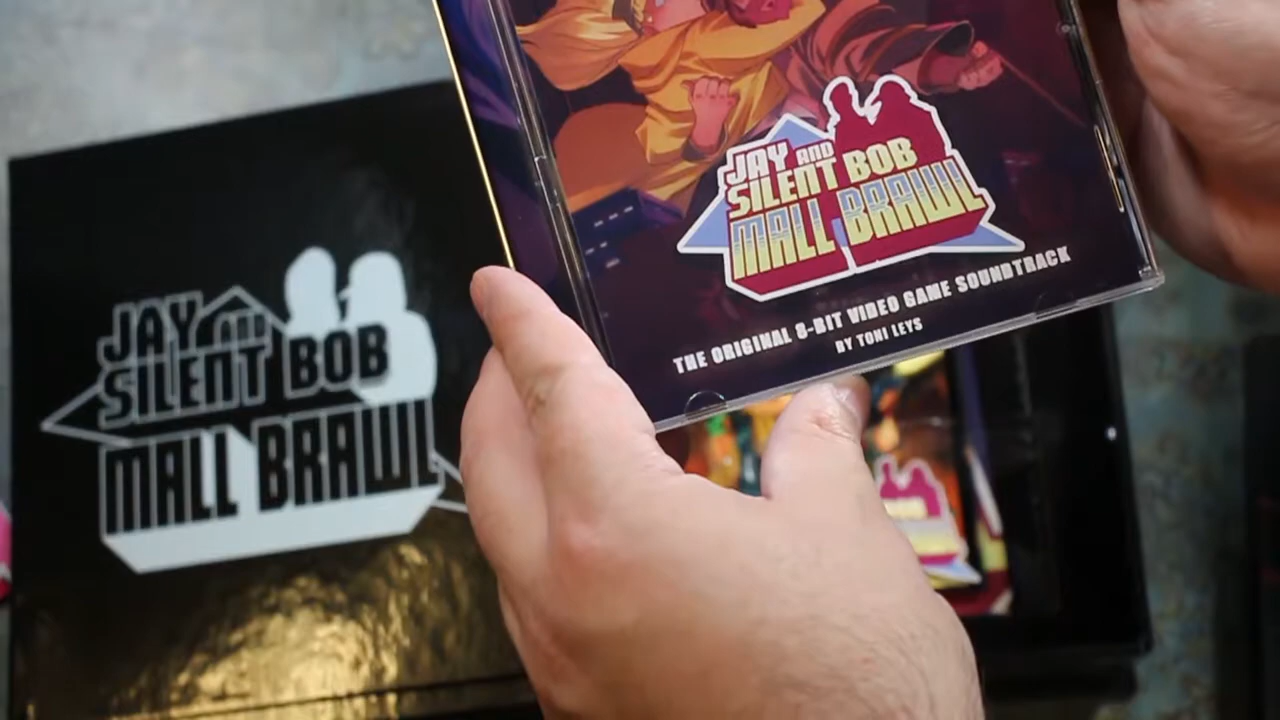 JAY AND
SILENT BOB
MALL BRAWL
THE ORIGINAL 8-BIT VIDEO GAME SOUNDTRACK
BY TONI LEYS
JAY AND
SILENT BOB
MALL BRAWL